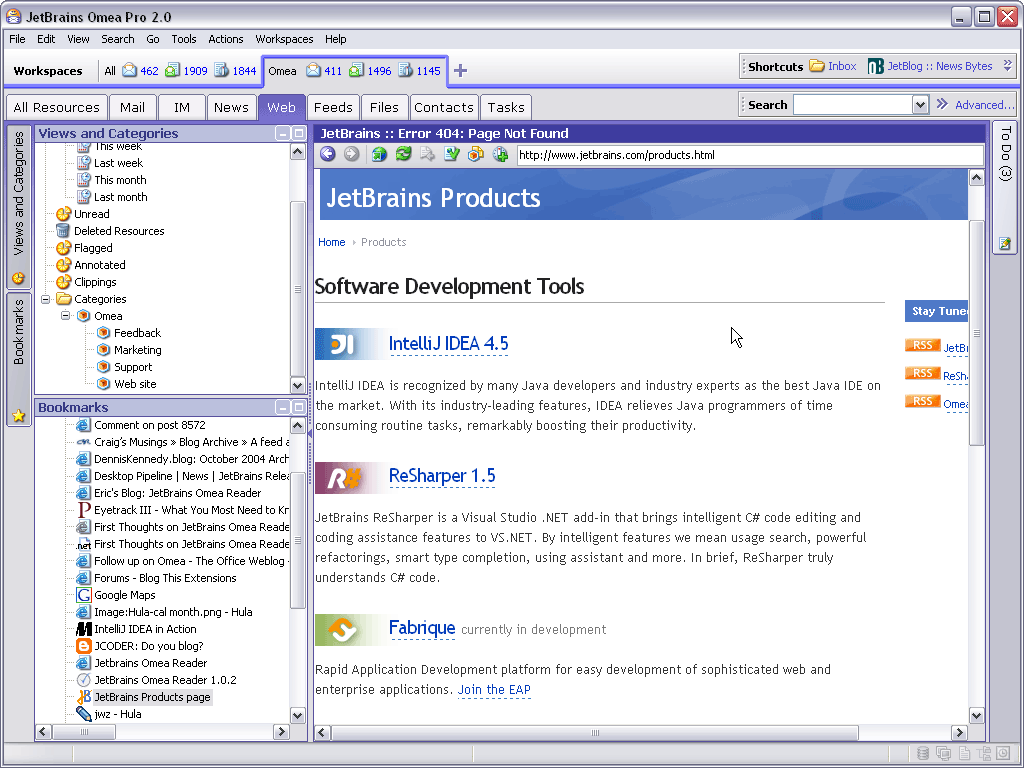 JetBrains Omea Pro 2.0
File Edit View Search Go Tools Actions Workspaces Help
Workspaces All 462 1909 1844 Omea 411 1496 1145
Shortcuts Inbox JetBlog :: News Bytes
All Resources Mail IM News Web Feeds Files Contacts Tasks
Search Advanced...
Views and Categories
Bookmarks
Views and Categories
This week
Last week
This month
Last month
Unread
Deleted Resources
Flagged
Annotated
Clippings
Categories
Omea
Feedback
Marketing
Support
Web site
Bookmarks
Comment on post 8572
Craig's Musings » Blog Archive » A feed a
DennisKennedy.blog: October 2004 Arch
Desktop Pipeline | News | JetBrains Relea
Eric's Blog: JetBrains Omea Reader
Eyetrack III - What You Most Need to Kn
First Thoughts on JetBrains Omea Reade
First Thoughts on JetBrains Omea Reade
Follow up on Omea - The Office Weblog -
Forums - Blog This Extensions
Google Maps
Image:Hula-cal month.png - Hula
IntelliJ IDEA in Action
JCODER: Do you blog?
Jetbrains Omea Reader
JetBrains Omea Reader 1.0.2
JetBrains Products page
jwz - Hula
JetBrains :: Error 404: Page Not Found
http://www.jetbrains.com/products.html
JetBrains Products
Home Products
Software Development Tools
IntelliJ IDEA 4.5
IntelliJ IDEA is recognized by many Java developers and industry experts as the best Java IDE on
the market. With its industry-leading features, IDEA relieves Java programmers of time
consuming routine tasks, remarkably boosting their productivity.
ReSharper 1.5
JetBrains ReSharper is a Visual Studio .NET add-in that brings intelligent C# code editing and
coding assistance features to VS.NET. By intelligent features we mean usage search, powerful
refactorings, smart type completion, using assistant and more. In brief, ReSharper truly
understands C# code.
Fabrique currently in development
Rapid Application Development platform for easy development of sophisticated web and
enterprise applications. Join the EAP
Stay Tuned
RSS JetB
RSS ReSh
RSS Omea
To Do (3)